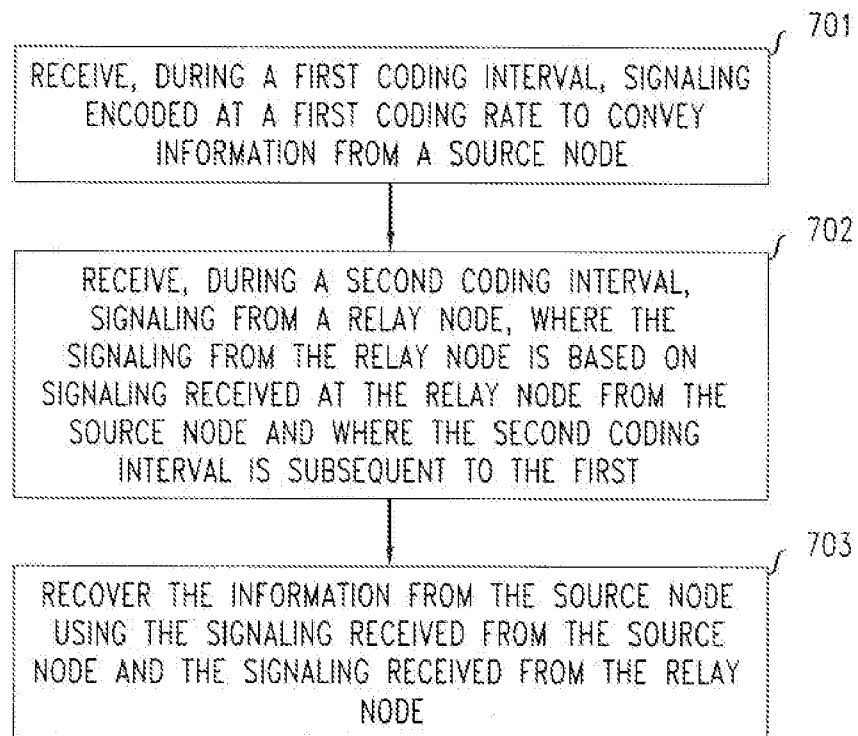 701
RECEIVE, DURING A FIRST CODING INTERVAL, SIGNALING
ENCODED AT A FIRST CODING RATE TO CONVEY
INFORMATION FROM A SOURCE NODE
702
RECEIVE, DURING A SECOND CODING INTERVAL,
SIGNALING FROM A RELAY NODE, WHERE THE
SIGNALING FROM THE RELAY NODE IS BASED ON
SIGNALING RECEIVED AT THE RELAY NODE FROM THE
SOURCE NODE AND WHERE THE SECOND CODING
INTERVAL IS SUBSEQUENT TO THE FIRST
703
RECOVER THE INFORMATION FROM THE SOURCE NODE
USING THE SIGNALING RECEIVED FROM THE SOURCE
NODE AND THE SIGNALING RECEIVED FROM THE RELAY
NODE